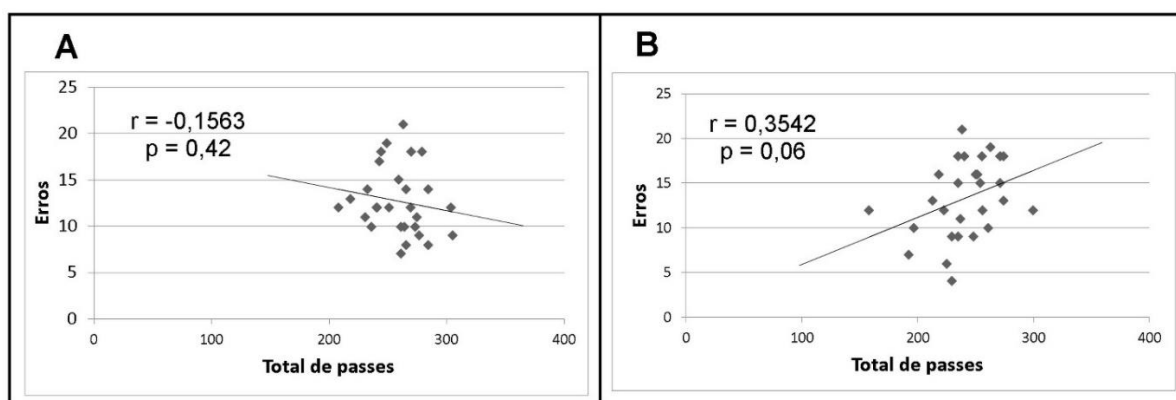 A
25
20
15
10
5
0
r = -0,1563
p = 0,42
Erros
0 100 200 300 400
Total de passes
B
25
20
15
10
5
0
r = 0,3542
p = 0,06
Erros
0 100 200 300 400
Total de passes